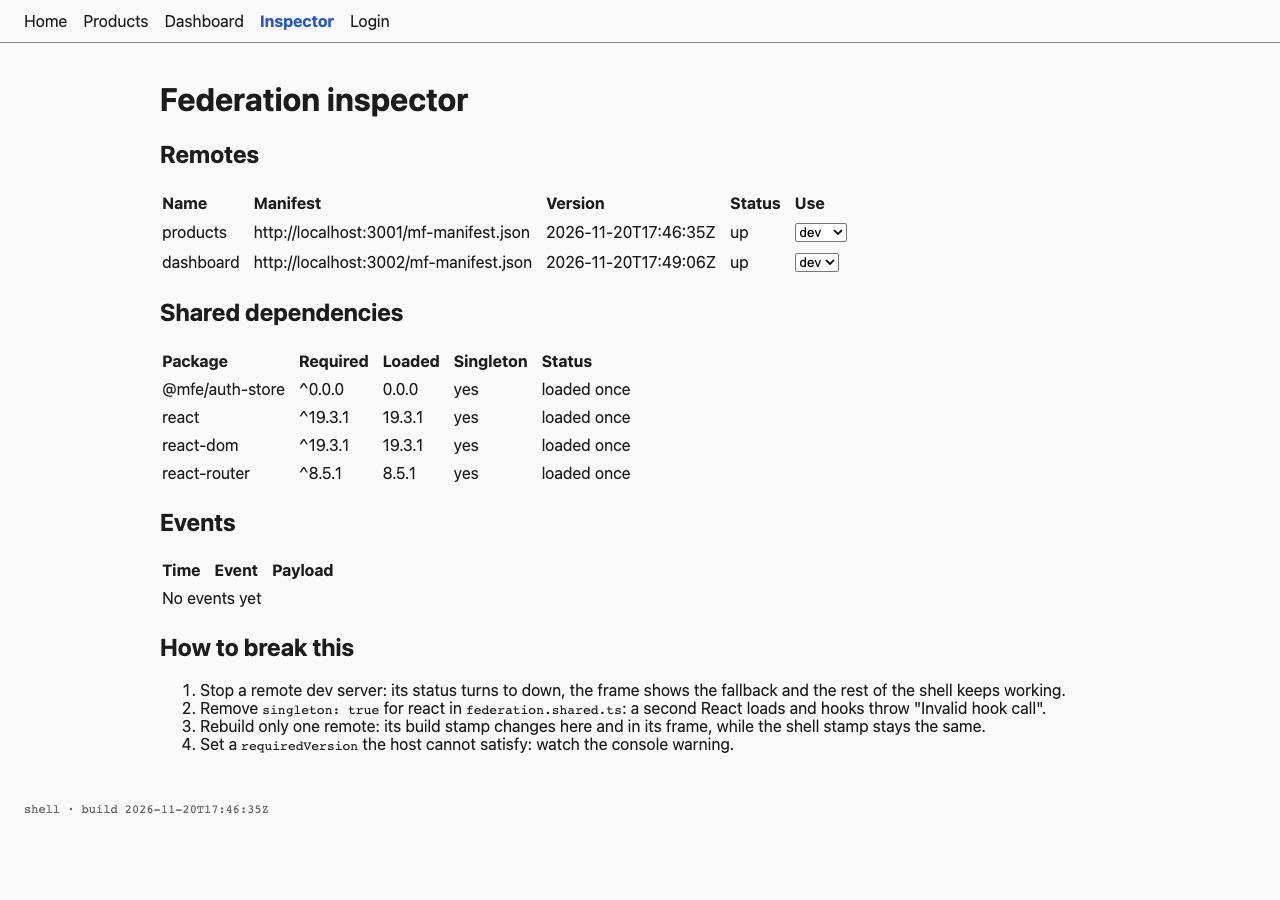 Home Products Dashboard Inspector Login
Federation inspector
Remotes
Name Manifest Version Status Use
products http://localhost:3001/mf-manifest.json 2026-11-20T17:46:35Z up dev
dashboard http://localhost:3002/mf-manifest.json 2026-11-20T17:49:06Z up dev
Shared dependencies
Package Required Loaded Singleton Status
@mfe/auth-store ^0.0.0 0.0.0 yes loaded once
react ^19.3.1 19.3.1 yes loaded once
react-dom ^19.3.1 19.3.1 yes loaded once
react-router ^8.5.1 8.5.1 yes loaded once
Events
Time Event Payload
No events yet
How to break this
1. Stop a remote dev server: its status turns to down, the frame shows the fallback and the rest of the shell keeps working.
2. Remove singleton: true for react in federation.shared.ts: a second React loads and hooks throw "Invalid hook call".
3. Rebuild only one remote: its build stamp changes here and in its frame, while the shell stamp stays the same.
4. Set a requiredVersion the host cannot satisfy: watch the console warning.
shell · build 2026-11-20T17:46:35Z